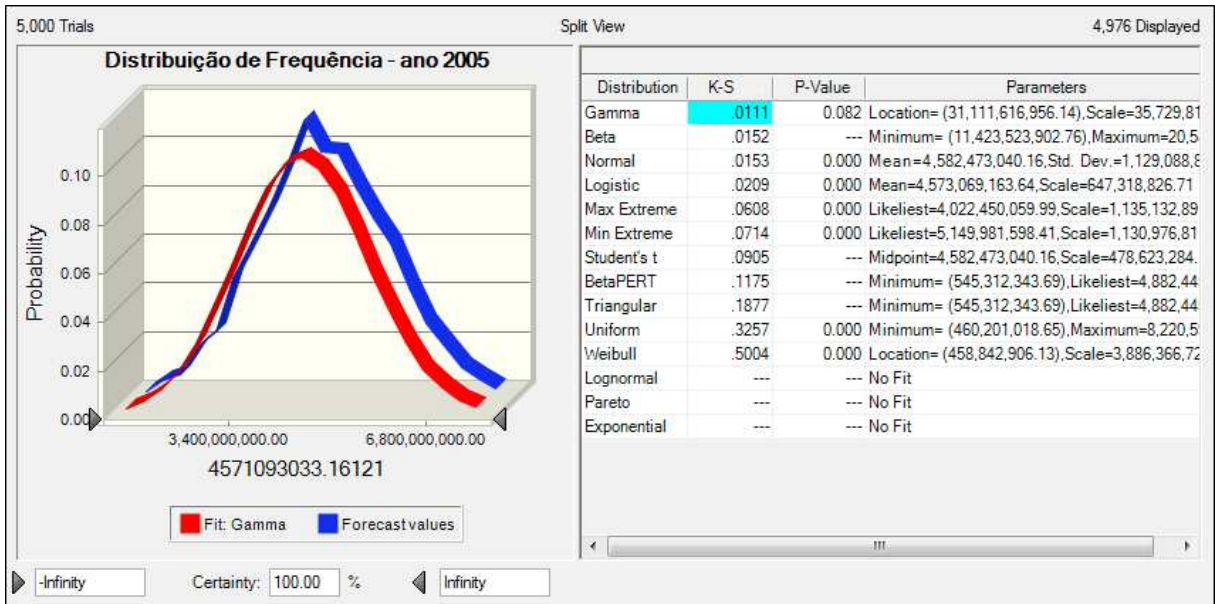 5,000 Trials Split View 4,976 Displayed
Distribuição de Frequência - ano 2005
Probability
0.10
0.08
0.06
0.04
0.02
0.00
3,400,000,000.00 6,800,000,000.00
4571093033.16121
Fit: Gamma Forecast values
Distribution K-S P-Value Parameters
Gamma .0111 0.082 Location= (31,111,616,956.14),Scale=35,729,81
Beta .0152 --- Minimum= (11,423,523,902.76),Maximum=20,5
Normal .0153 0.000 Mean=4,582,473,040.16,Std. Dev.=1,129,088,8
Logistic .0209 0.000 Mean=4,573,069,163.64,Scale=647,318,826.71
Max Extreme .0608 0.000 Likeliest=4,022,450,059.99,Scale=1,135,132,89
Min Extreme .0714 0.000 Likeliest=5,149,981,598.41,Scale=1,130,976,81
Student's t .0905 --- Midpoint=4,582,473,040.16,Scale=478,623,284.
BetaPERT .1175 --- Minimum= (545,312,343.69),Likeliest=4,882,44
Triangular .1877 --- Minimum= (545,312,343.69),Likeliest=4,882,44
Uniform .3257 0.000 Minimum= (460,201,018.65),Maximum=8,220,5
Weibull .5004 0.000 Location= (458,842,906.13),Scale=3,886,366,72
Lognormal --- --- No Fit
Pareto --- --- No Fit
Exponential --- --- No Fit
-Infinity Certainty: 100.00 % Infinity